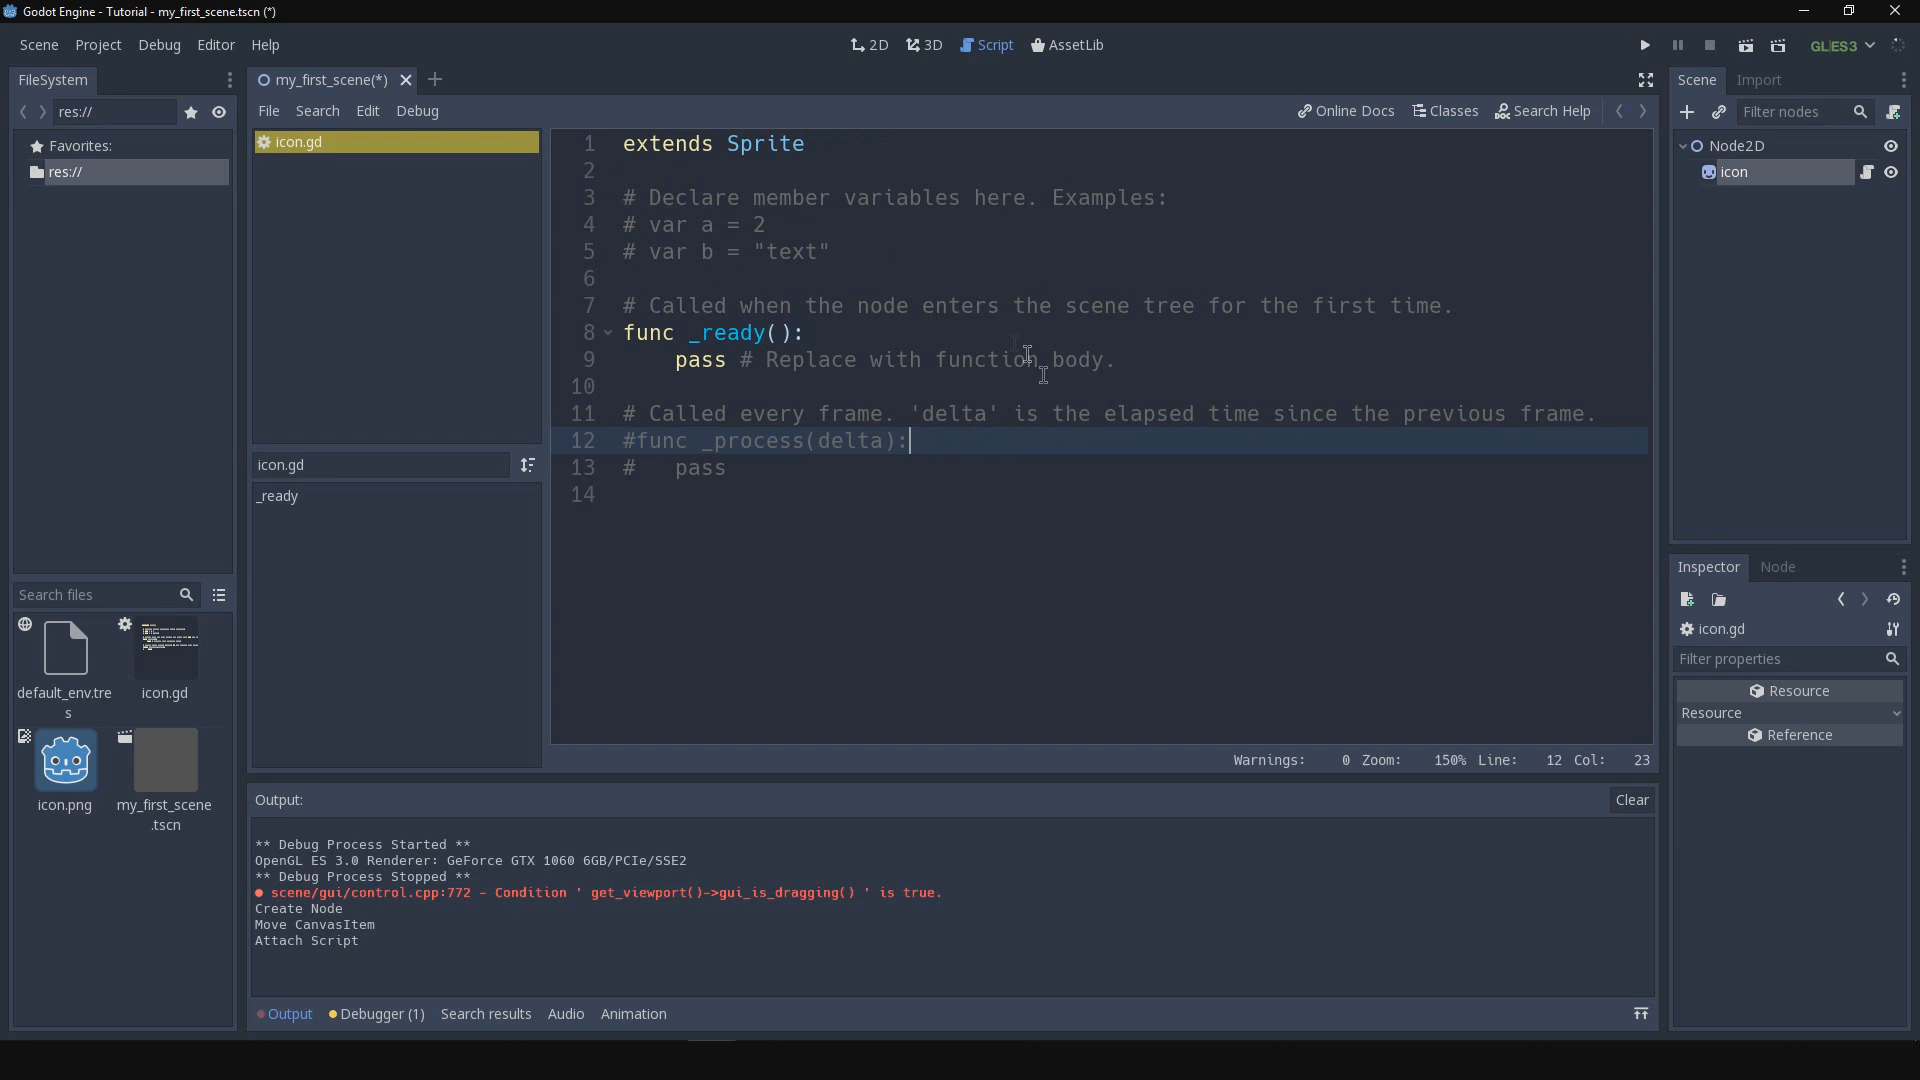 Godot Engine - Tutorial - my_first_scene.tscn (*)
Scene Project Debug Editor Help
2D 3D Script AssetLib
GLES3
FileSystem
res://
Favorites:
res://
Search files
default_env.tre
s
icon.gd
icon.png
my_first_scene
.tscn
my_first_scene(*)
File Search Edit Debug
Online Docs Classes Search Help
icon.gd
icon.gd
_ready
1 extends Sprite
2
3 # Declare member variables here. Examples:
4 # var a = 2
5 # var b = "text"
6
7 # Called when the node enters the scene tree for the first time.
8 func _ready():
9 pass # Replace with function body.
10
11 # Called every frame. 'delta' is the elapsed time since the previous frame.
12 #func _process(delta):
13 # pass
14
Warnings: 0 Zoom: 150% Line: 12 Col: 23
Output: Clear
** Debug Process Started **
OpenGL ES 3.0 Renderer: GeForce GTX 1060 6GB/PCIe/SSE2
** Debug Process Stopped **
scene/gui/control.cpp:772 - Condition ' get_viewport()->gui_is_dragging() ' is true.
Create Node
Move CanvasItem
Attach Script
Output Debugger (1) Search results Audio Animation
Scene Import
Filter nodes
Node2D
icon
Inspector Node
icon.gd
Filter properties
Resource
Resource
Reference